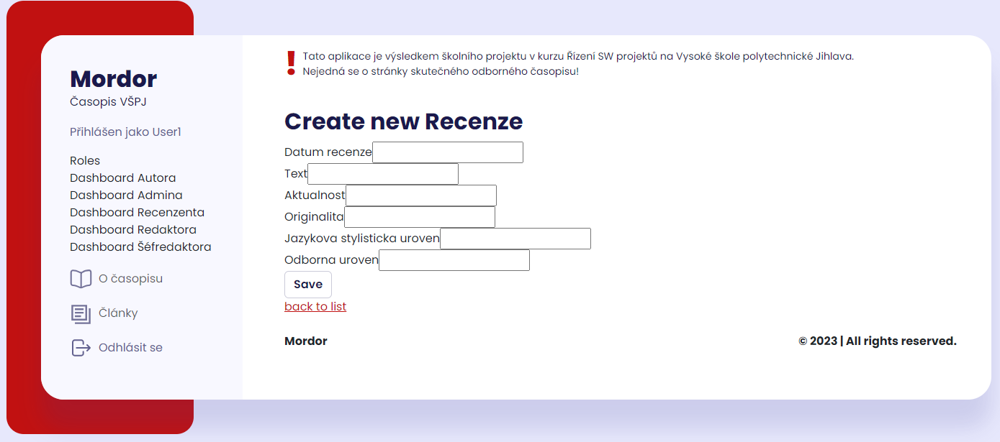 Mordor
Časopis VŠPJ
Přihlášen jako User1
Roles
Dashboard Autora
Dashboard Admina
Dashboard Recenzenta
Dashboard Redaktora
Dashboard Šéfredaktora
O časopisu
Články
Odhlásit se
Tato aplikace je výsledkem školního projektu v kurzu Řízení SW projektů na Vysoké škole polytechnické Jihlava.
Nejedná se o stránky skutečného odborného časopisu!
Create new Recenze
Datum recenze
Text
Aktualnost
Originalita
Jazykova stylisticka uroven
Odborna uroven
Save
back to list
Mordor
© 2023 | All rights reserved.